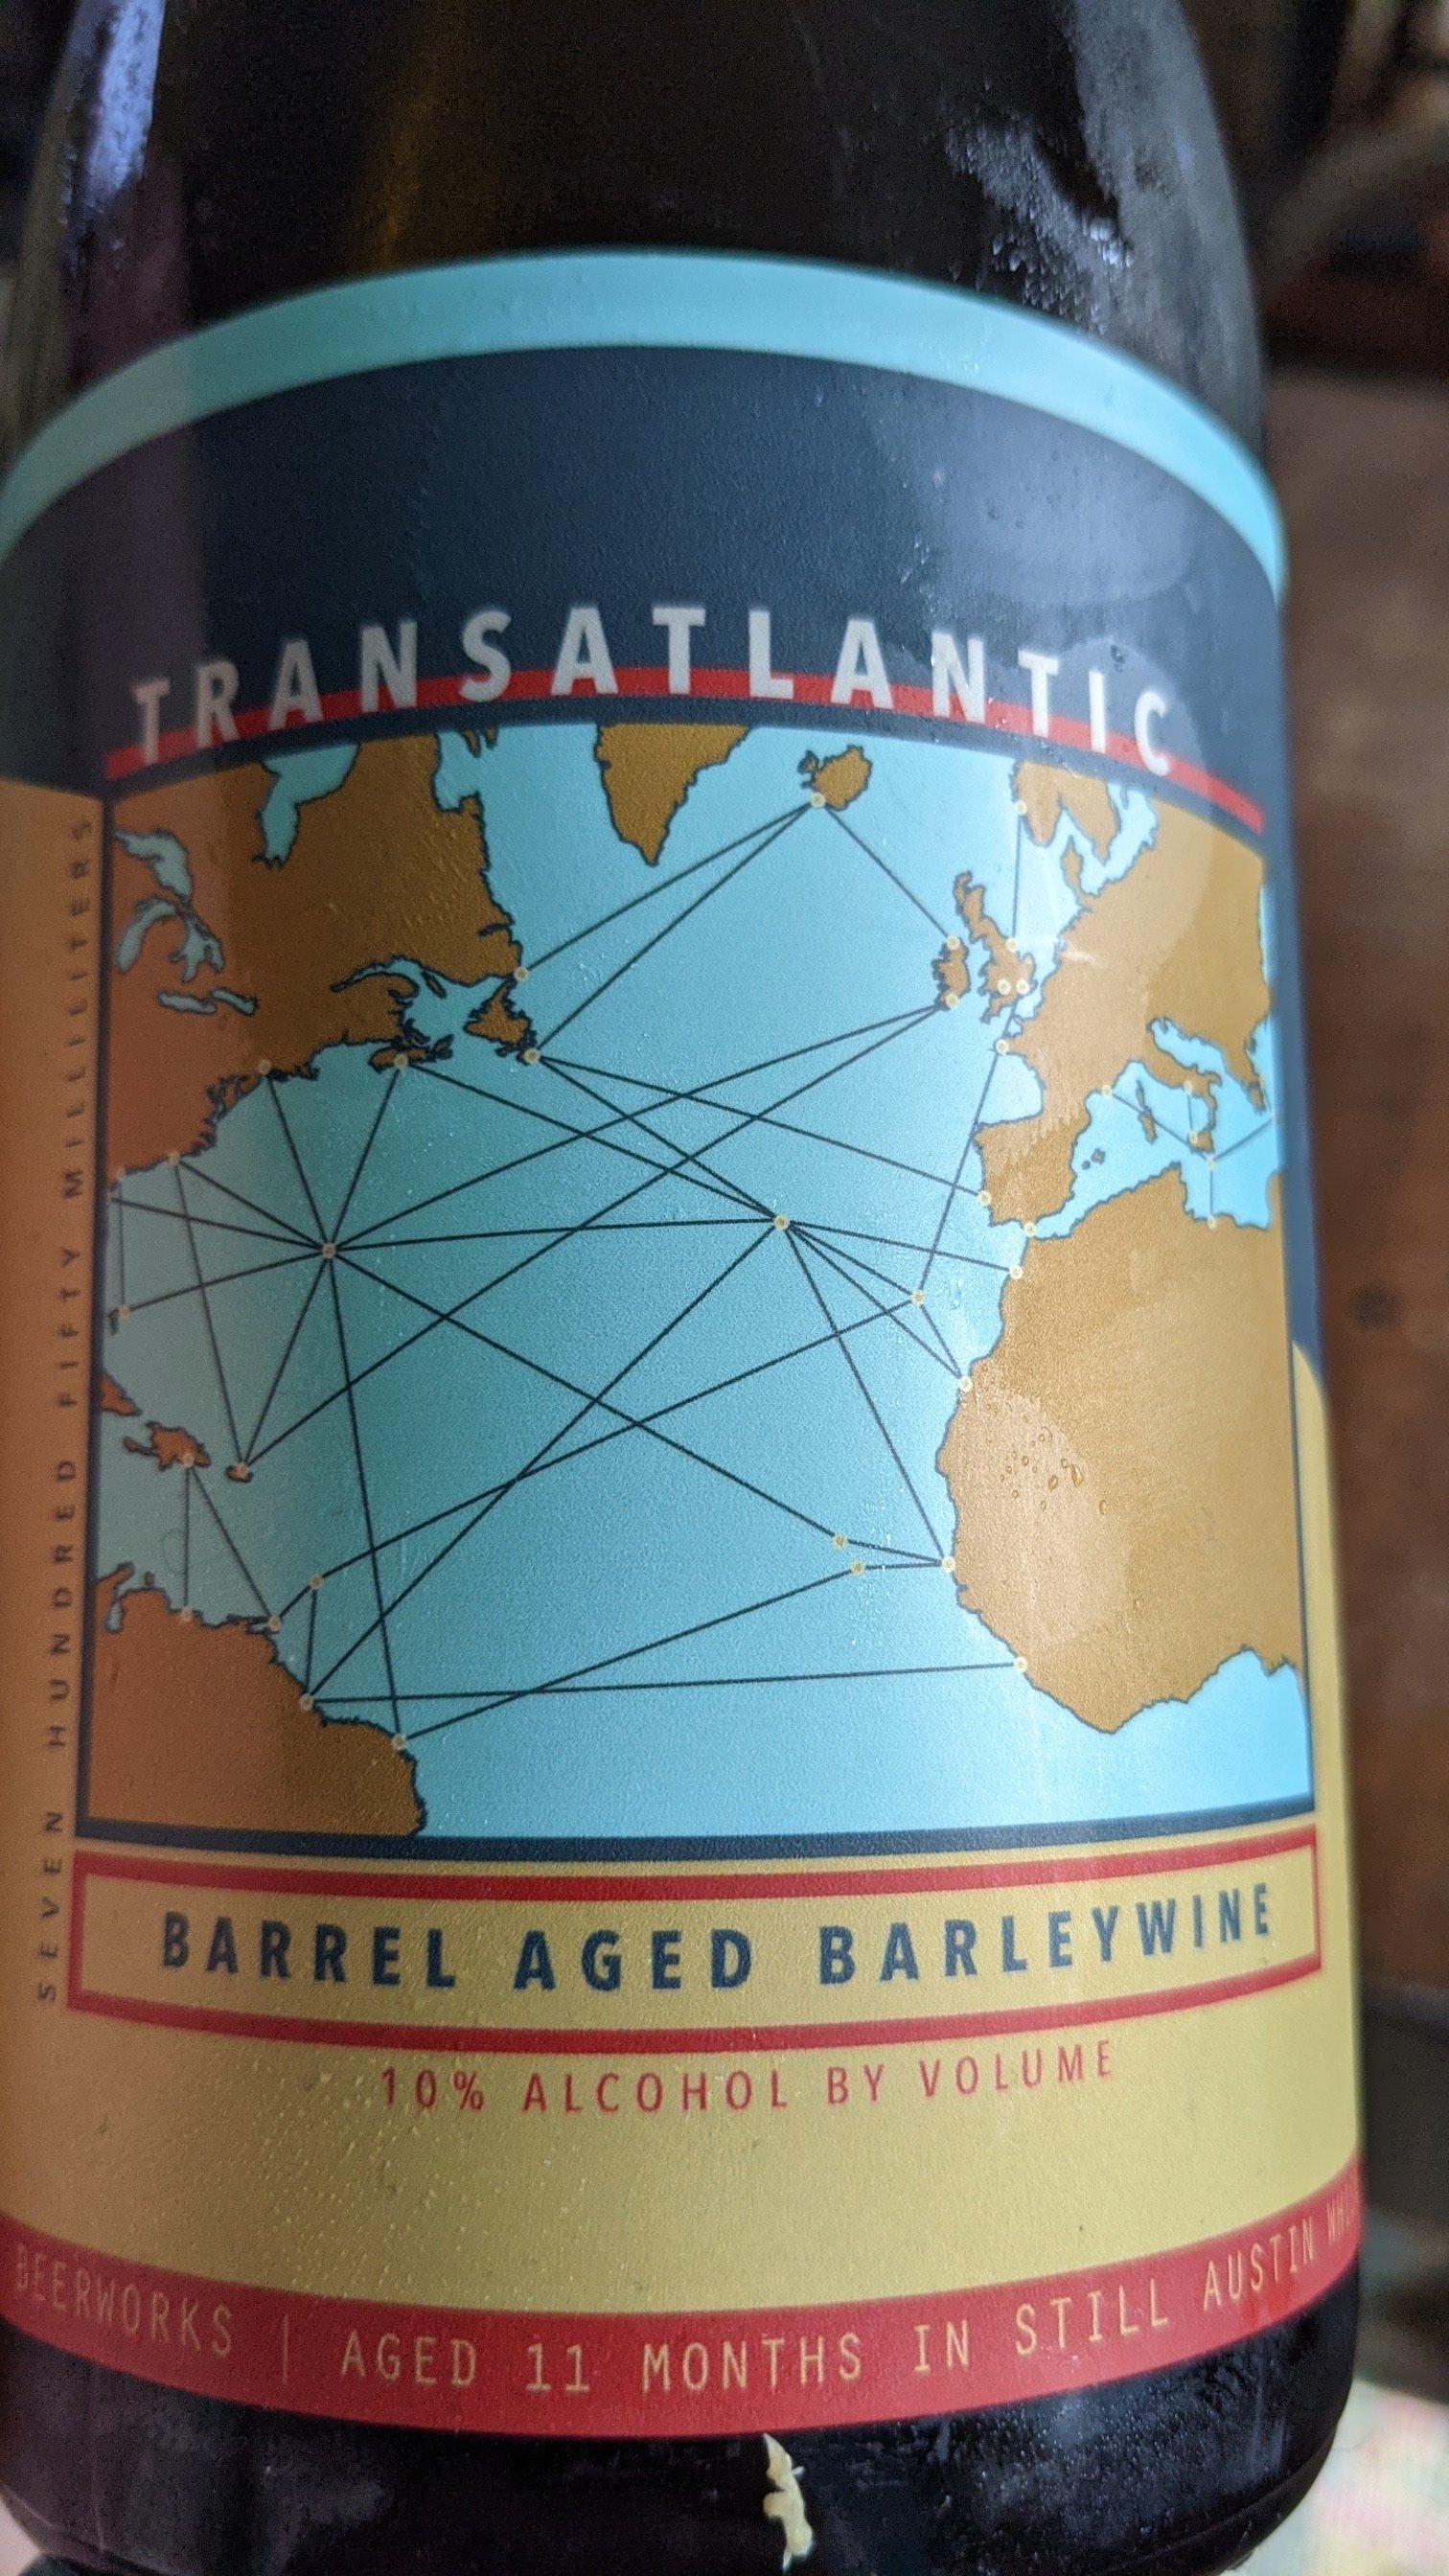 TRANSATLANTIC
SEVEN HUNDRED FIFTY MILLILITERS
BARREL AGED BARLEYWINE
10% ALCOHOL BY VOLUME
BEERWORKS | AGED 11 MONTHS IN STILL AUSTIN